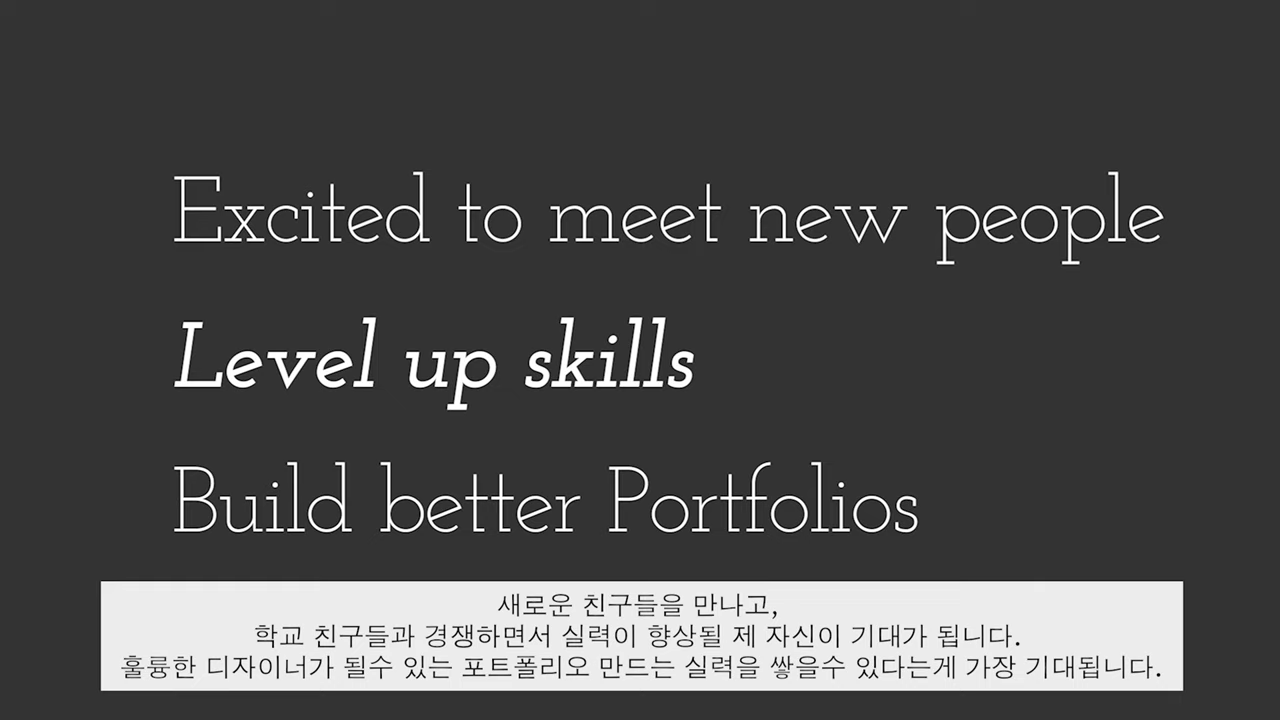 Excited to meet new people
Level up skills
Build better Portfolios
새로운 친구들을 만나고,
학교 친구들과 경쟁하면서 실력이 향상될 제 자신이 기대가 됩니다.
훌륭한 디자이너가 될수 있는 포트폴리오 만드는 실력을 쌓을수 있다는게 가장 기대됩니다.